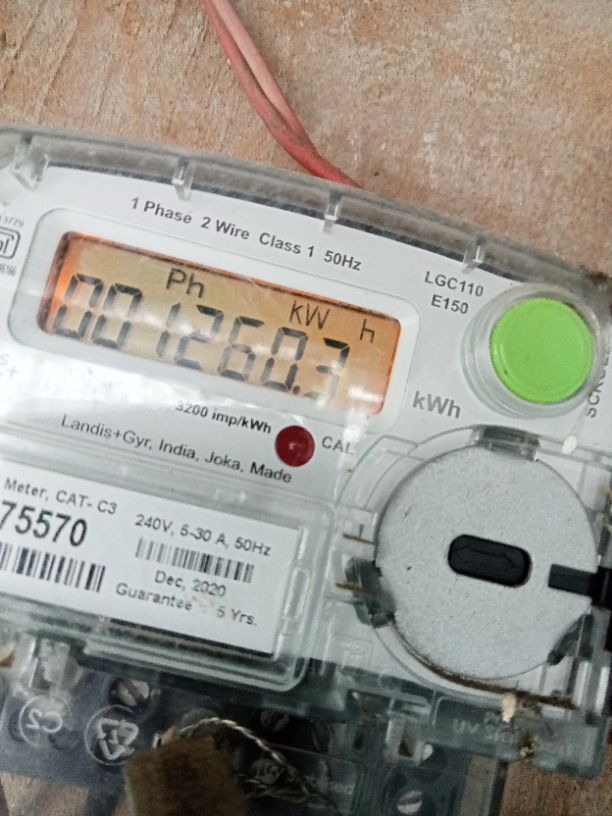 1 Phase 2 Wire Class 1 50Hz
LGC110
E150
Ph
kW h
001260.3
kWh
3200 imp/kWh
CAL
Landis+Gyr, India, Joka, Made
Meter, CAT- C3
75570
240V, 5-30 A, 50Hz
Dec, 2020
Guarantee 5 Yrs.